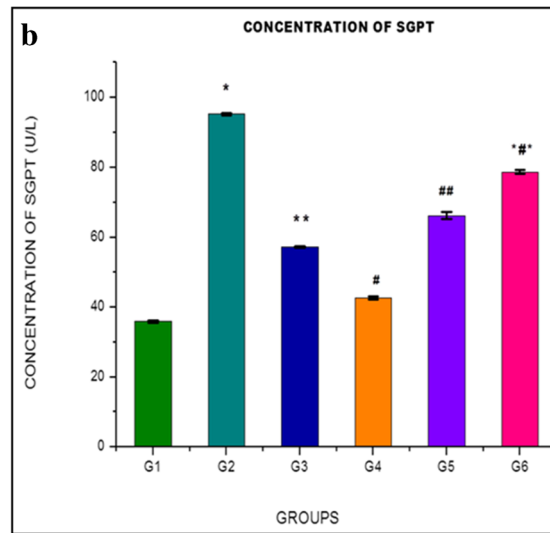 b
CONCENTRATION OF SGPT
CONCENTRATION OF SGPT (U/L)
100
80
60
40
20
0
*
**
#
##
*#*
G1 G2 G3 G4 G5 G6
GROUPS